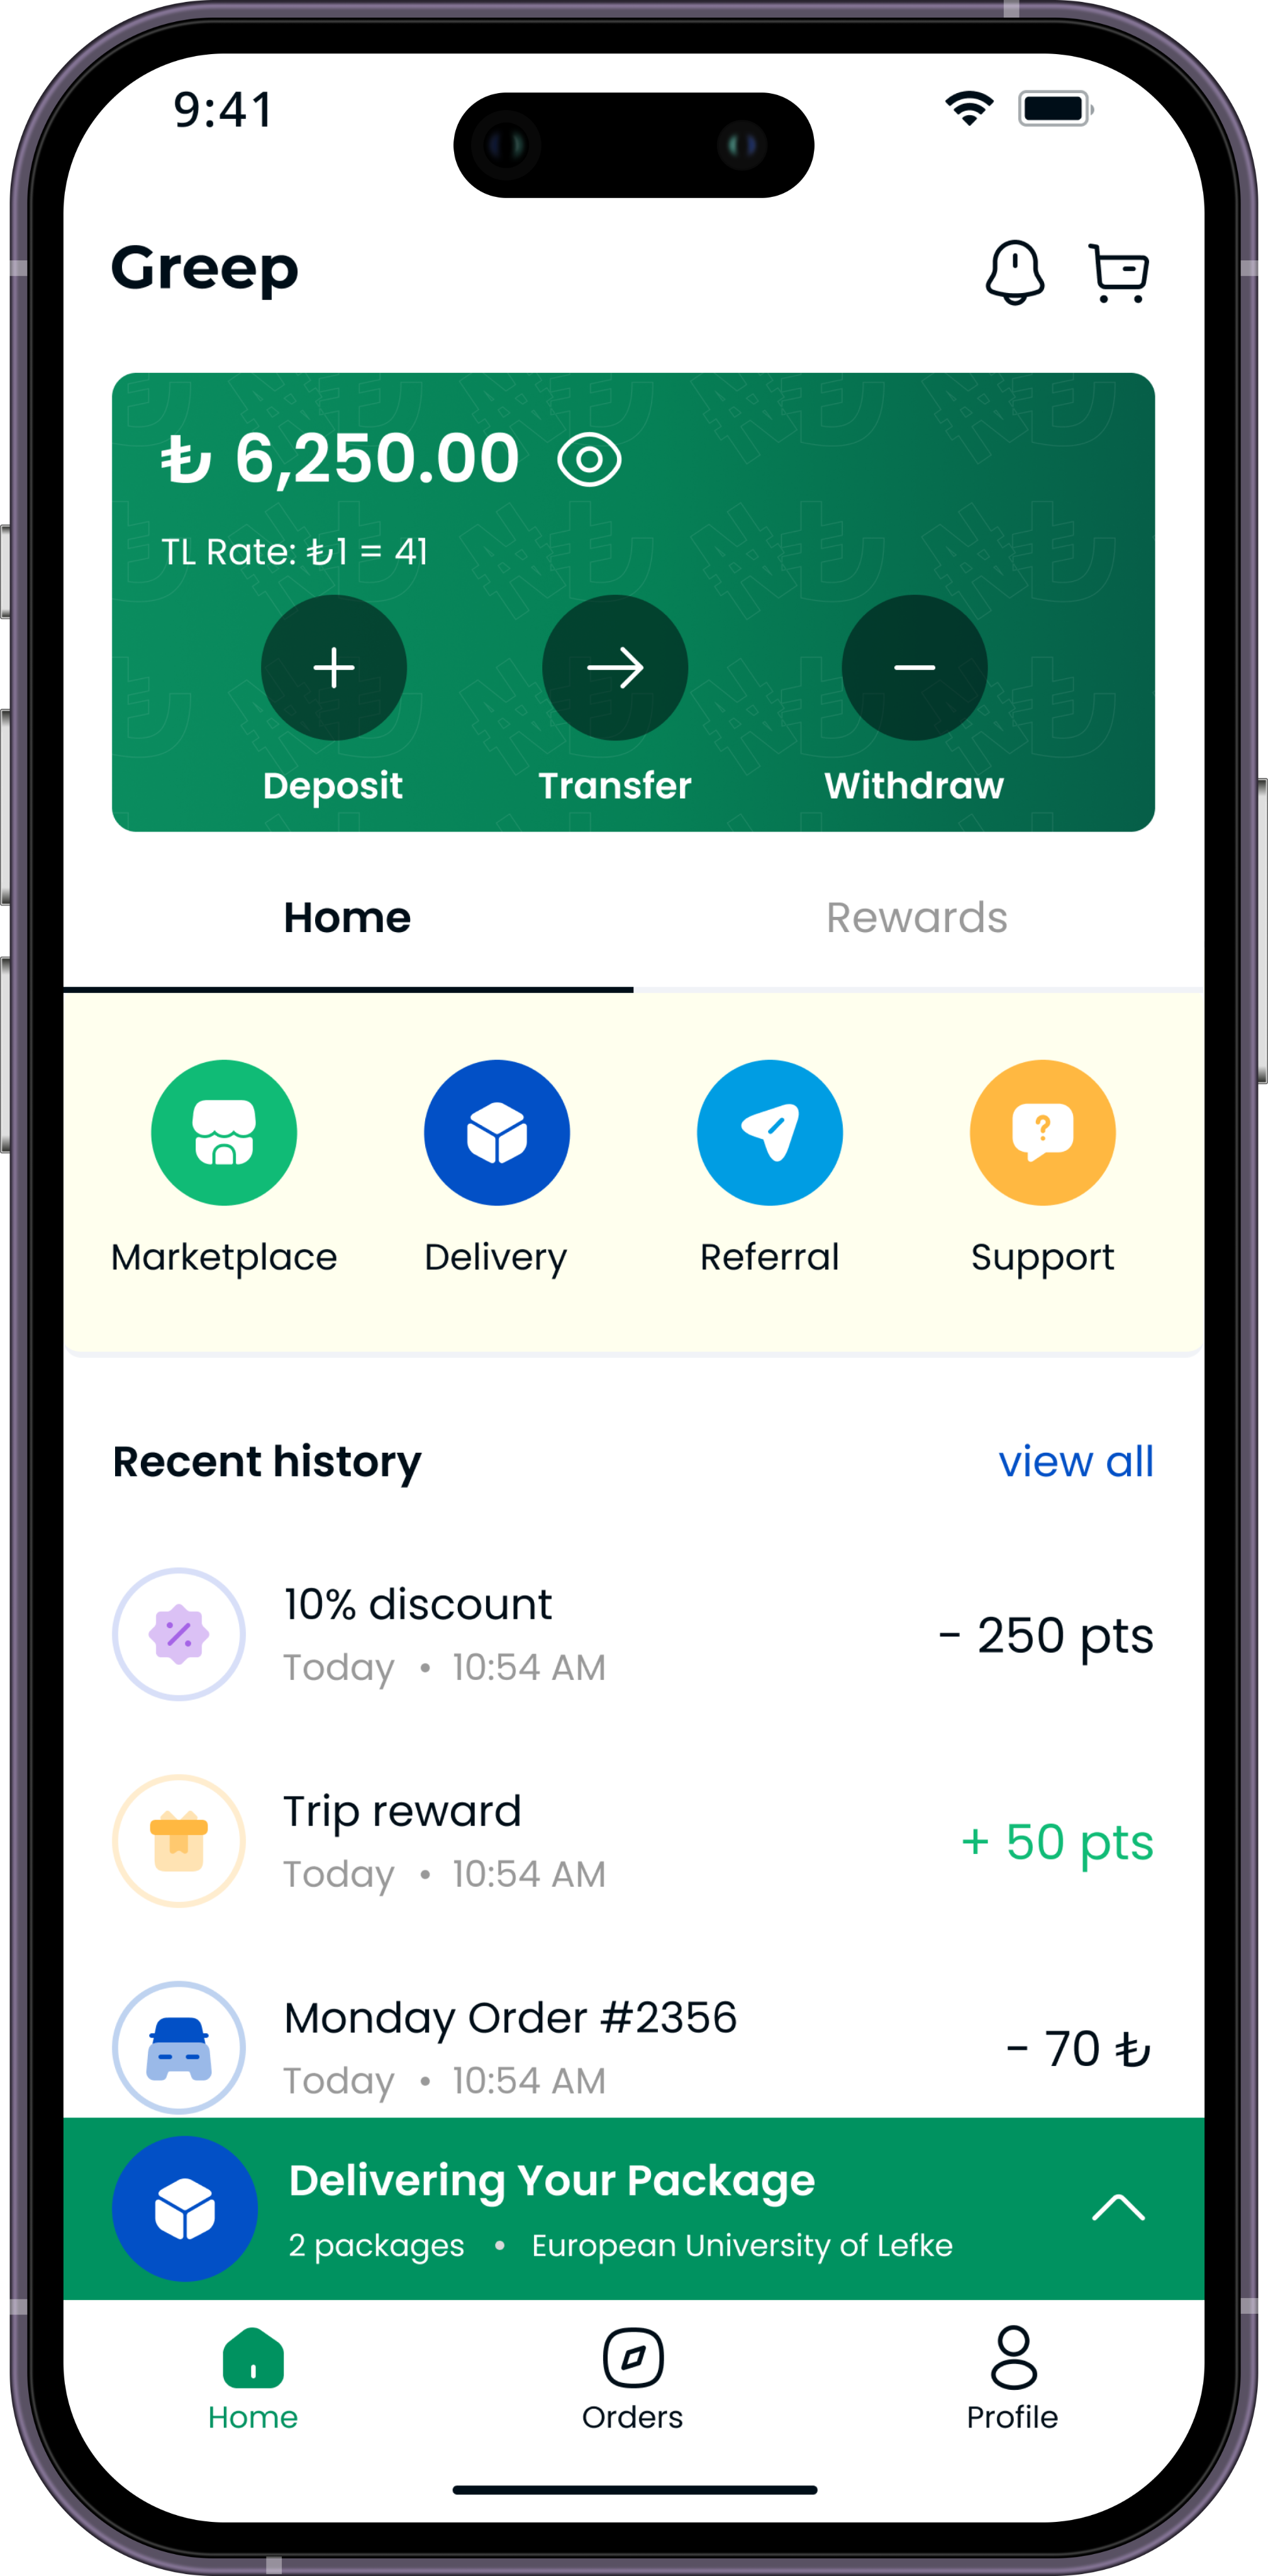 9:41
Greep
₺ 6,250.00
TL Rate: ₺1 = 41
Deposit Transfer Withdraw
Home Rewards
Marketplace Delivery Referral Support
Recent history view all
10% discount
- 250 pts
Today • 10:54 AM
Trip reward
+ 50 pts
Today • 10:54 AM
Monday Order #2356
- 70 ₺
Today • 10:54 AM
Delivering Your Package
2 packages • European University of Lefke
Home Orders Profile